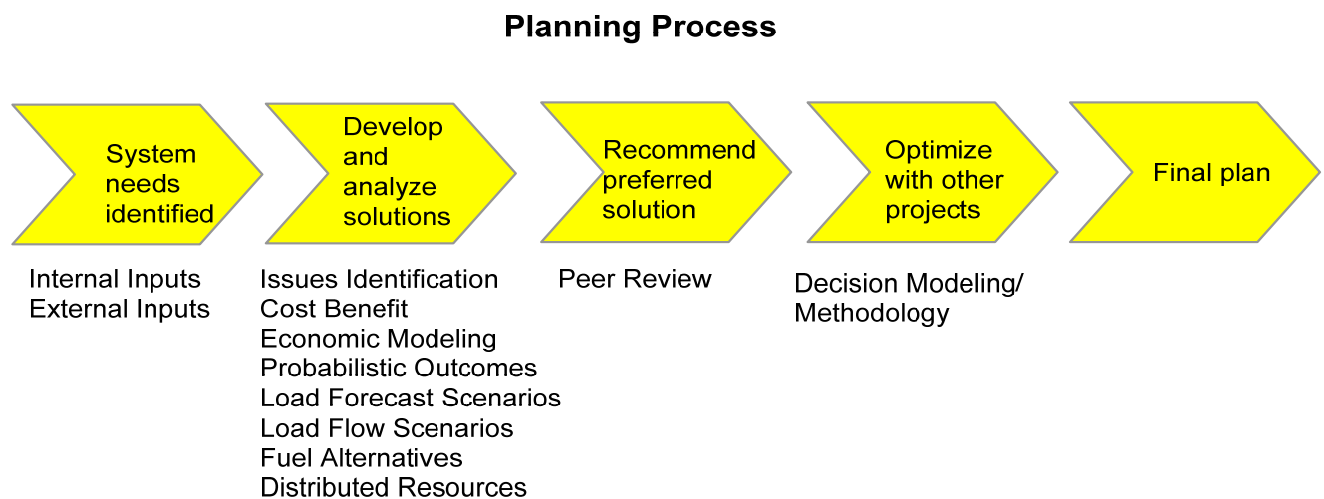 Planning Process
System
needs
identified
Develop
and
analyze
solutions
Recommend
preferred
solution
Optimize
with other
projects
Final plan
Internal Inputs
External Inputs
Issues Identification
Cost Benefit
Economic Modeling
Probabilistic Outcomes
Load Forecast Scenarios
Load Flow Scenarios
Fuel Alternatives
Distributed Resources
Peer Review
Decision Modeling/
Methodology